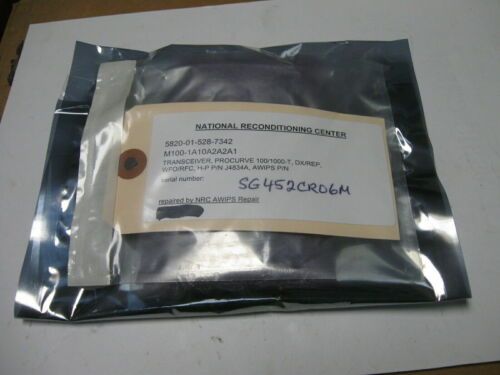 NATIONAL RECONDITIONING CENTER
5820-01-528-7342
M100-1A10A2A2A1
TRANSCEIVER, PROCURVE 100/1000-T, DX/REP,
WFO/RFC, H-P P/N J4834A, AWIPS P/N
serial number: SG452CR06M
repaired by NRC AWIPS Repair